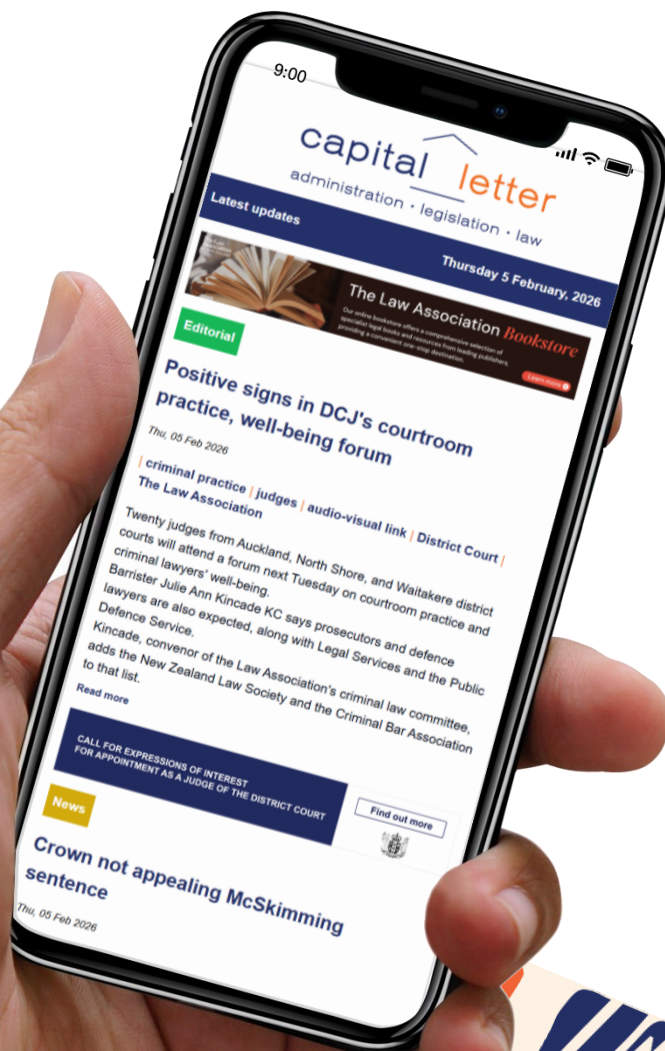 9:00
capital letter
administration · legislation · law
Latest updates
Thursday 5 February, 2026
The Law Association Bookstore
Our online bookstore offers a comprehensive selection of
specialist legal books and resources from leading publishers,
providing a convenient one-stop destination.
Learn more
Editorial
Positive signs in DCJ's courtroom
practice, well-being forum
Thu, 05 Feb 2026
| criminal practice | judges | audio-visual link | District Court |
The Law Association
Twenty judges from Auckland, North Shore, and Waitakere district
courts will attend a forum next Tuesday on courtroom practice and
criminal lawyers' well-being.
Barrister Julie Ann Kincade KC says prosecutors and defence
lawyers are also expected, along with Legal Services and the Public
Defence Service.
Kincade, convenor of the Law Association's criminal law committee,
adds the New Zealand Law Society and the Criminal Bar Association
to that list.
Read more
CALL FOR EXPRESSIONS OF INTEREST
FOR APPOINTMENT AS A JUDGE OF THE DISTRICT COURT
Find out more
News
Crown not appealing McSkimming
sentence
Thu, 05 Feb 2026